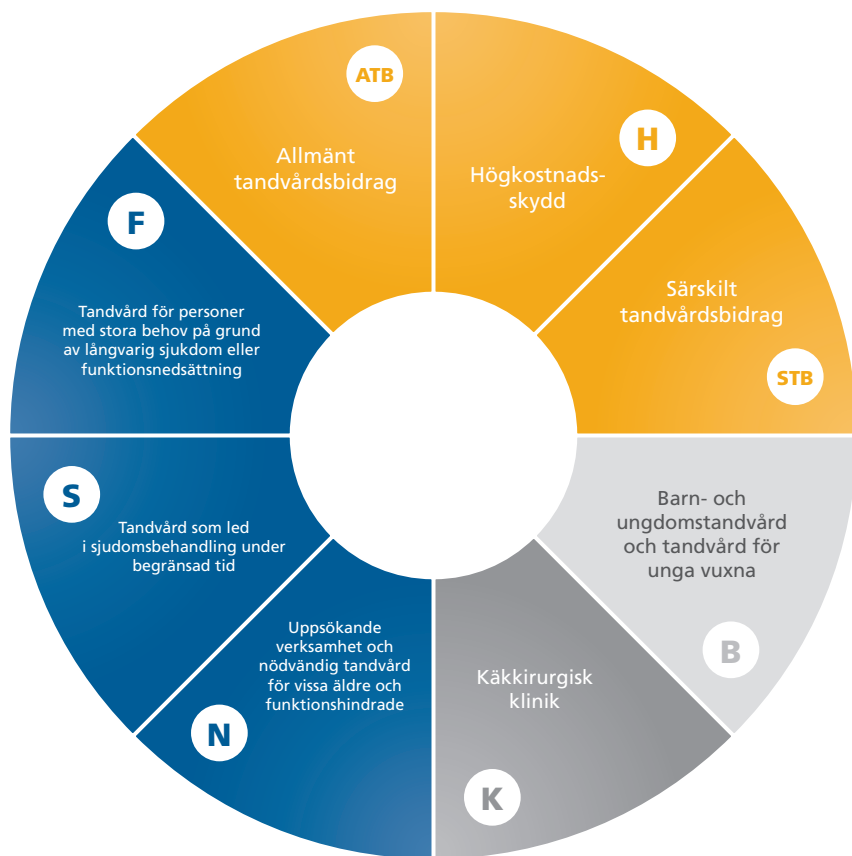 ATB
Allmänt
tandvårdsbidrag
H
Högkostnads-
skydd
Särskilt
tandvårdsbidrag
STB
Barn- och
ungdomstandvård
och tandvård för
unga vuxna
B
Käkkirurgisk
klinik
K
Uppsökande
verksamhet och
nödvändig tandvård
för vissa äldre och
funktionshindrade
N
S
Tandvård som led
i sjudomsbehandling under
begränsad tid
F
Tandvård för personer
med stora behov på grund
av långvarig sjukdom eller
funktionsnedsättning